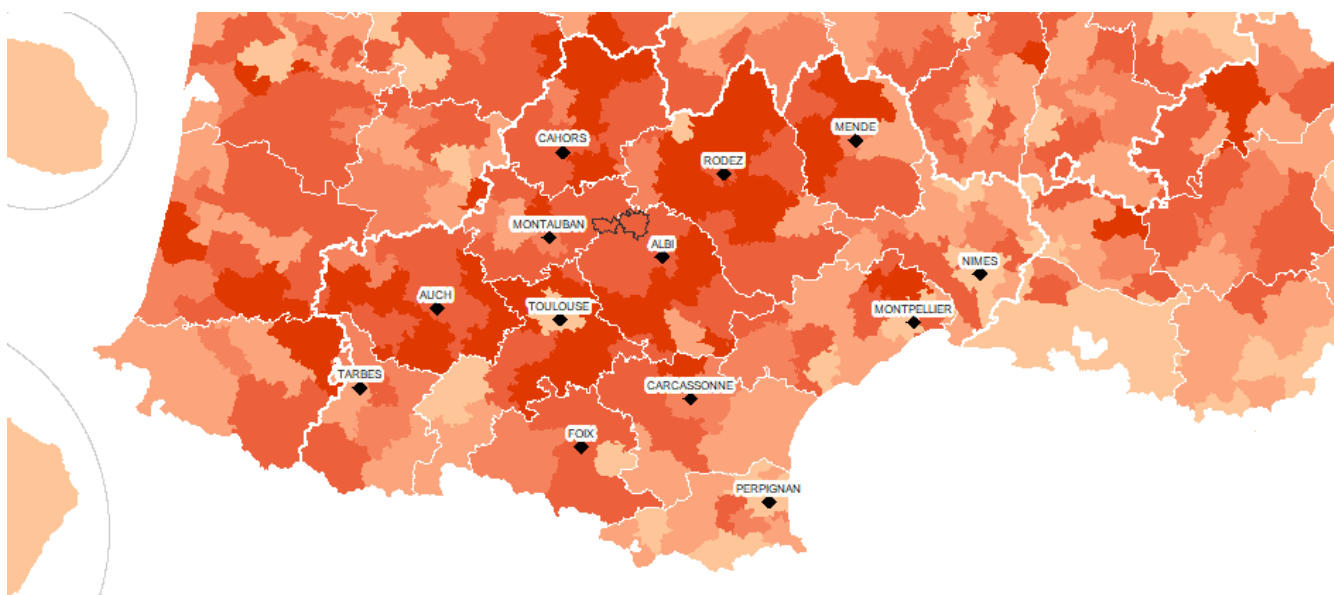 MENDE
CAHORS
RODEZ
MONTAUBAN
ALBI
NIMES
AUCH
TOULOUSE
MONTPELLIER
TARBES
CARCASSONNE
FOIX
PERPIGNAN